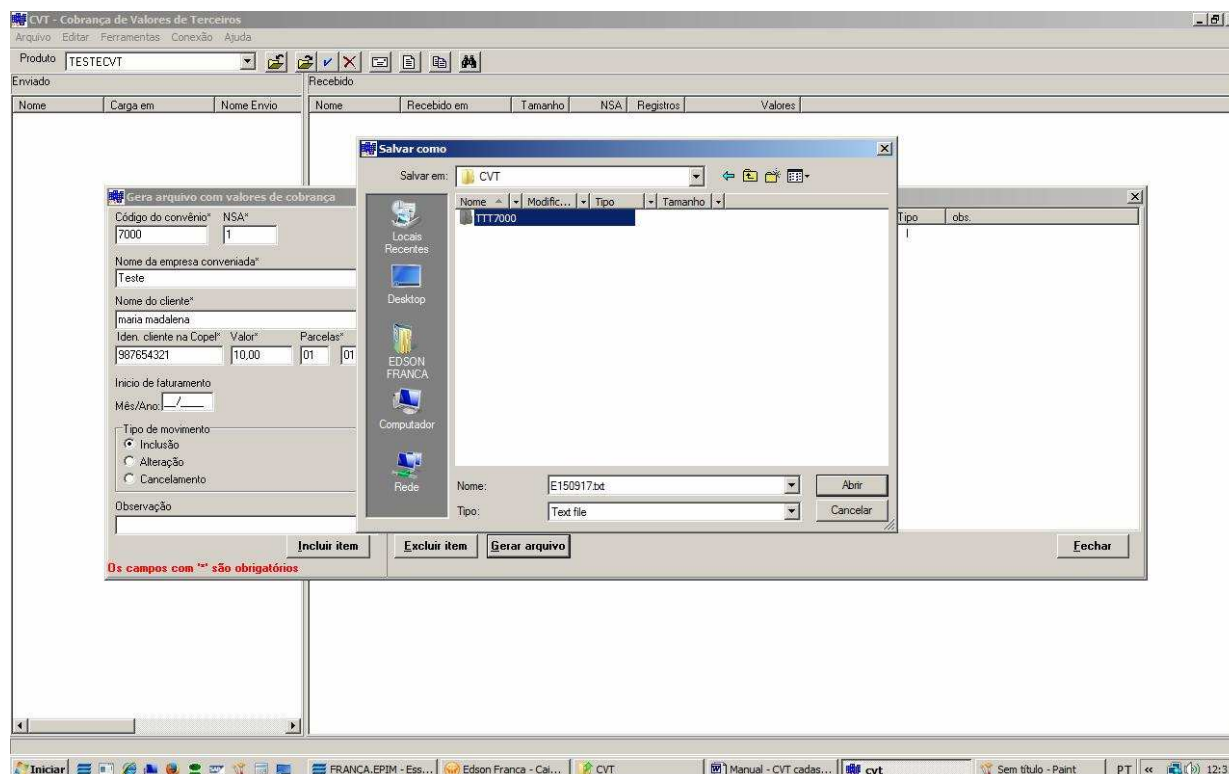 CVT - Cobrança de Valores de Terceiros
Arquivo Editar Ferramentas Conexão Ajuda
Produto TESTECVT
Enviado Recebido
Nome Carga em Nome Envio Nome Recebido em Tamanho NSA Registros Valores
Salvar como
Salvar em: CVT
Nome Modific... Tipo Tamanho
TTT7000
Locais Recentes
Desktop
EDSON FRANCA
Computador
Rede
Nome: E150917.txt Abrir
Tipo: Text file Cancelar
Gera arquivo com valores de cobrança
Código do convênio* NSA*
7000 1
Nome da empresa conveniada*
Teste
Nome do cliente*
maria madalena
Iden. cliente na Copel* Valor* Parcelas*
987654321 10,00 01 01
Inicio de faturamento
Mês/Ano: __/____
Tipo de movimento
Inclusão
Alteração
Cancelamento
Observação
Tipo obs.
I
Incluir item Excluir item Gerar arquivo Fechar
Os campos com '*' são obrigatórios
Iniciar FRANCA.EPIM - Ess... Edson Franca - Cai... CVT Manual - CVT cadas... cvt Sem título - Paint PT « 12:3